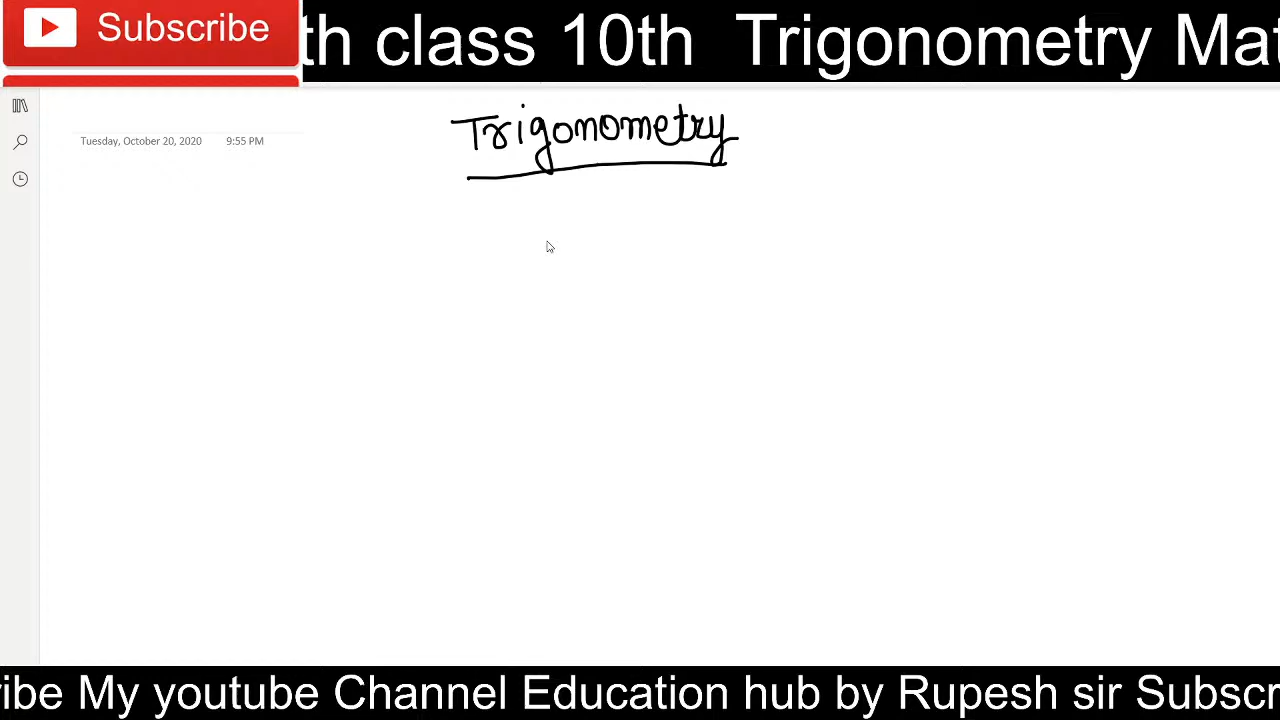 Subscribe
th class 10th Trigonometry Mat
Trigonometry
Tuesday, October 20, 2020 9:55 PM
ribe My youtube Channel Education hub by Rupesh sir Subscr